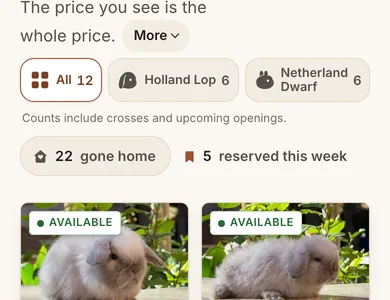 The price you see is the
whole price. More
All 12 Holland Lop 6 Netherland Dwarf 6
Counts include crosses and upcoming openings.
22 gone home 5 reserved this week
AVAILABLE AVAILABLE